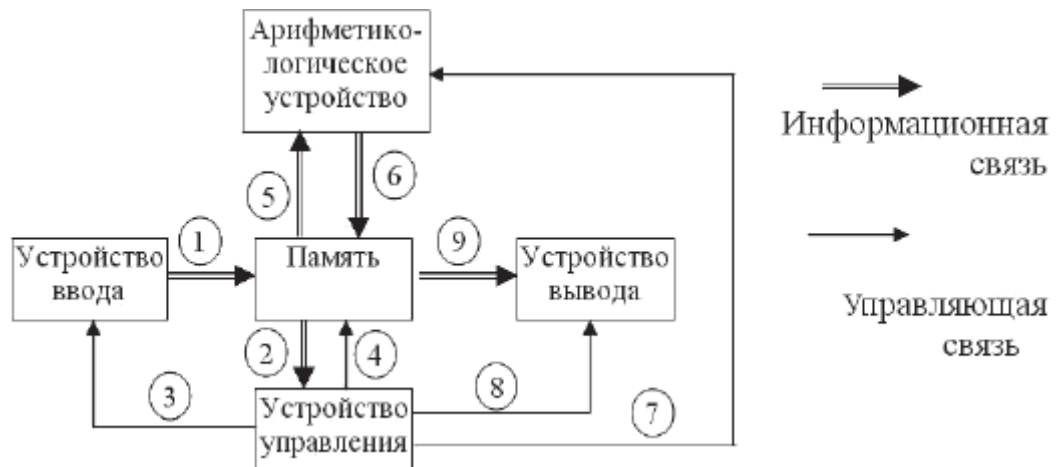 Арифметико-
логическое
устройство
Информационная
связь
5
6
Устройство
ввода
1
Память
9
Устройство
вывода
Управляющая
связь
2
4
3
8
7
Устройство
управления